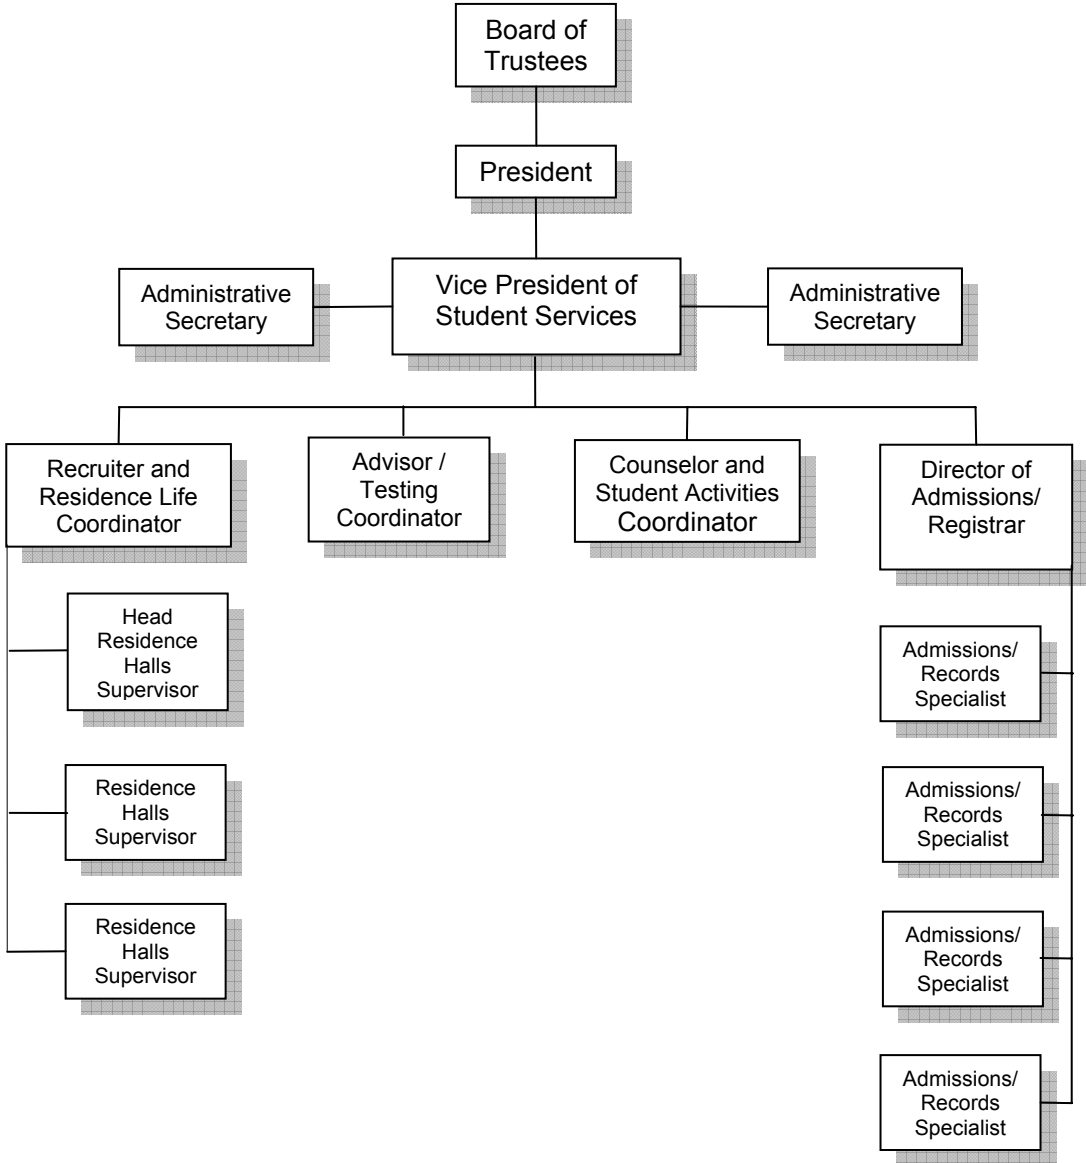 Board of
Trustees
President
Administrative
Secretary
Vice President of
Student Services
Administrative
Secretary
Recruiter and
Residence Life
Coordinator
Advisor /
Testing
Coordinator
Counselor and
Student Activities
Coordinator
Director of
Admissions/
Registrar
Head
Residence
Halls
Supervisor
Residence
Halls
Supervisor
Residence
Halls
Supervisor
Admissions/
Records
Specialist
Admissions/
Records
Specialist
Admissions/
Records
Specialist
Admissions/
Records
Specialist